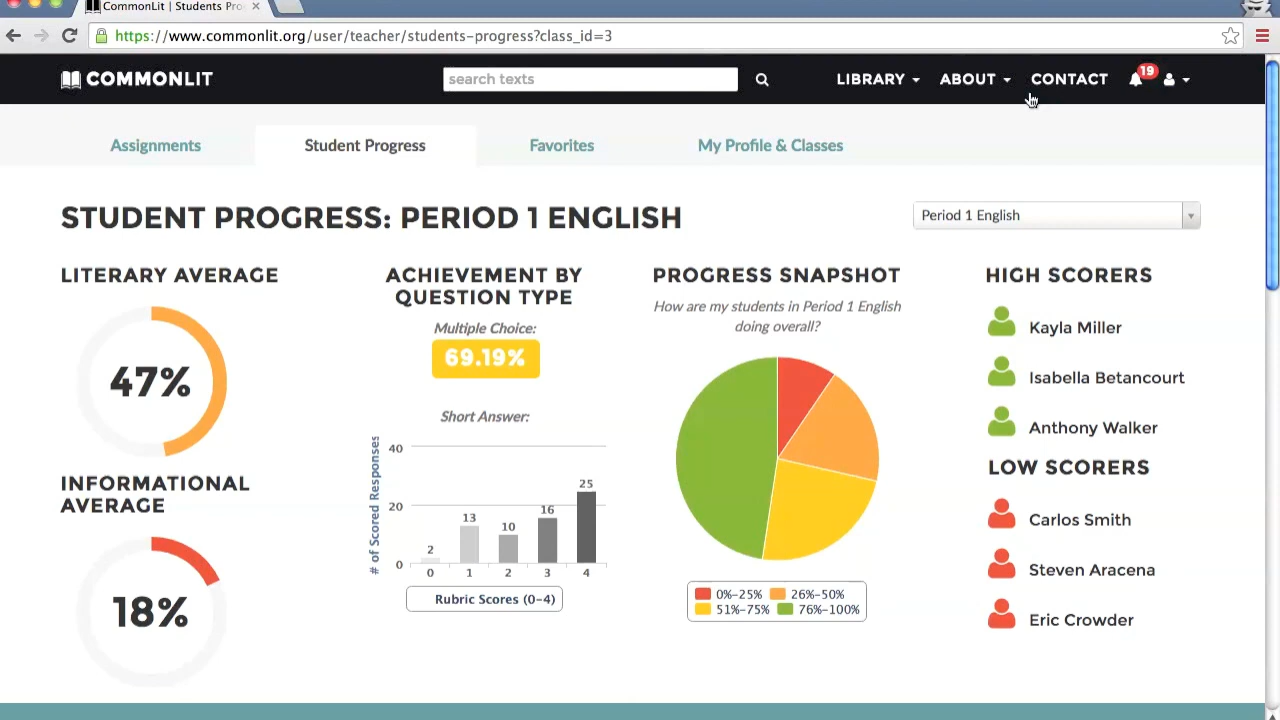 CommonLit | Students Pro
https://www.commonlit.org/user/teacher/students-progress?class_id=3
COMMONLIT
search texts
LIBRARY
ABOUT
CONTACT
19
Assignments
Student Progress
Favorites
My Profile & Classes
STUDENT PROGRESS: PERIOD 1 ENGLISH
Period 1 English
LITERARY AVERAGE
47%
INFORMATIONAL
AVERAGE
18%
ACHIEVEMENT BY
QUESTION TYPE
Multiple Choice:
69.19%
Short Answer:
# of Scored Responses
40
20
0
2
13
10
16
25
0 1 2 3 4
Rubric Scores (0-4)
PROGRESS SNAPSHOT
How are my students in Period 1 English
doing overall?
0%-25% 26%-50%
51%-75% 76%-100%
HIGH SCORERS
Kayla Miller
Isabella Betancourt
Anthony Walker
LOW SCORERS
Carlos Smith
Steven Aracena
Eric Crowder